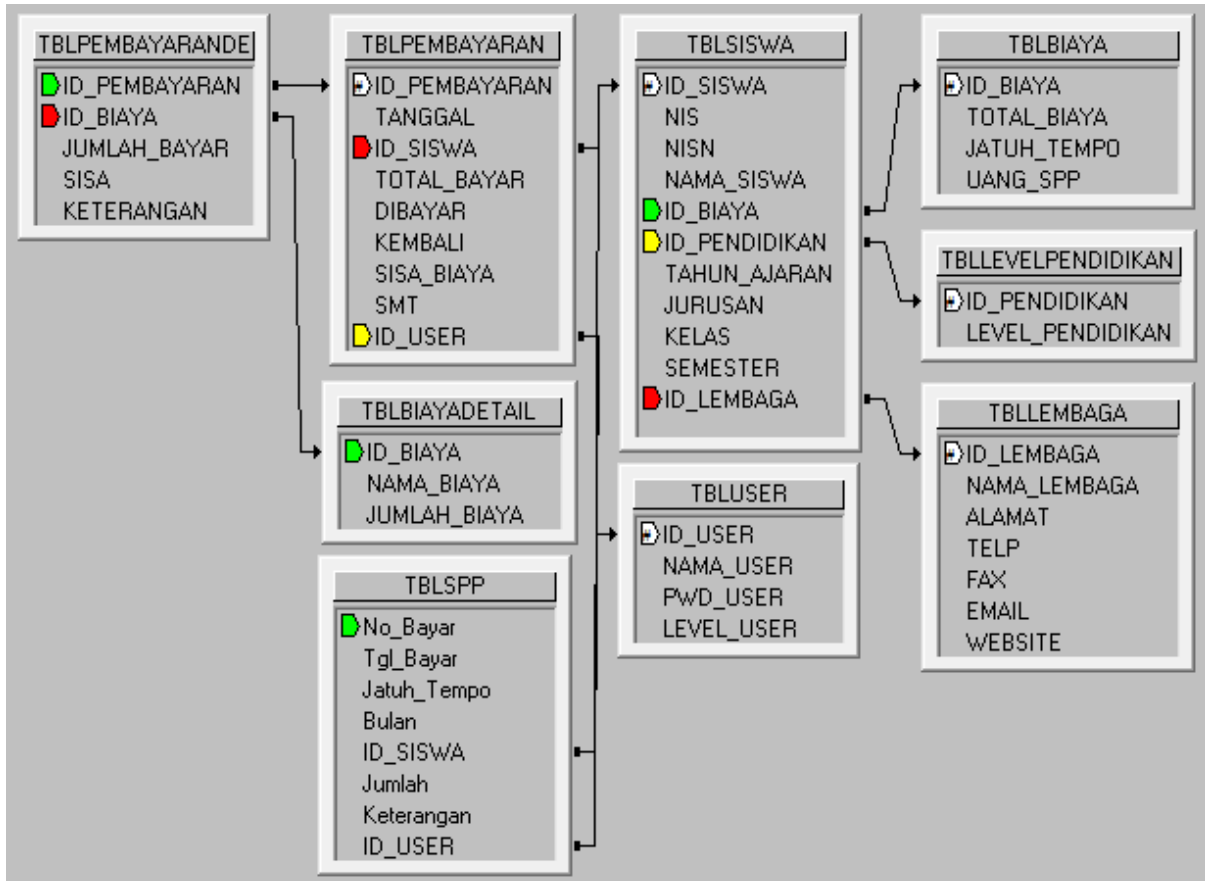 TBLPEMBAYARANDE
ID_PEMBAYARAN
ID_BIAYA
JUMLAH_BAYAR
SISA
KETERANGAN
TBLPEMBAYARAN
ID_PEMBAYARAN
TANGGAL
ID_SISWA
TOTAL_BAYAR
DIBAYAR
KEMBALI
SISA_BIAYA
SMT
ID_USER
TBLBIAYADETAIL
ID_BIAYA
NAMA_BIAYA
JUMLAH_BIAYA
TBLSPP
No_Bayar
Tgl_Bayar
Jatuh_Tempo
Bulan
ID_SISWA
Jumlah
Keterangan
ID_USER
TBLSISWA
ID_SISWA
NIS
NISN
NAMA_SISWA
ID_BIAYA
ID_PENDIDIKAN
TAHUN_AJARAN
JURUSAN
KELAS
SEMESTER
ID_LEMBAGA
TBLUSER
ID_USER
NAMA_USER
PWD_USER
LEVEL_USER
TBLBIAYA
ID_BIAYA
TOTAL_BIAYA
JATUH_TEMPO
UANG_SPP
TBLLEVELPENDIDIKAN
ID_PENDIDIKAN
LEVEL_PENDIDIKAN
TBLLEMBAGA
ID_LEMBAGA
NAMA_LEMBAGA
ALAMAT
TELP
FAX
EMAIL
WEBSITE